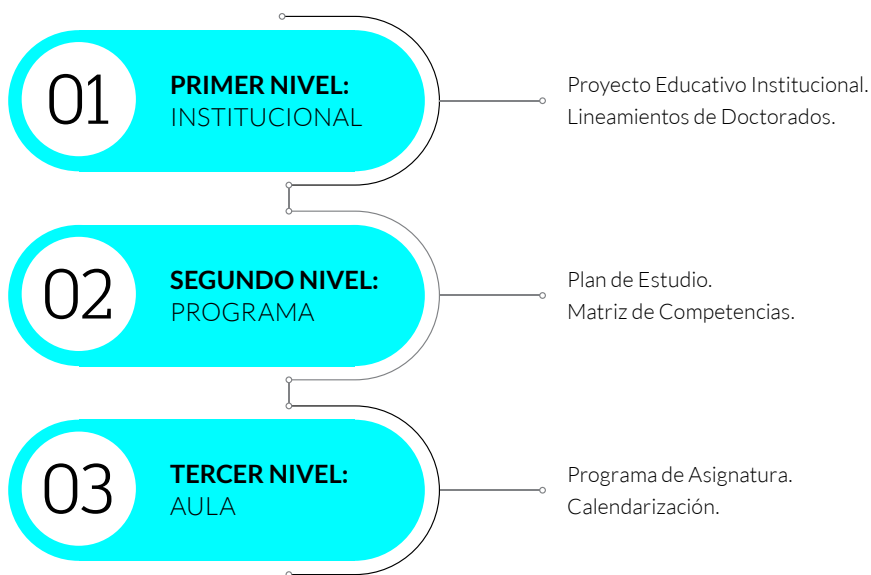 01
PRIMER NIVEL:
INSTITUCIONAL
Proyecto Educativo Institucional.
Lineamientos de Doctorados.
02
SEGUNDO NIVEL:
PROGRAMA
Plan de Estudio.
Matriz de Competencias.
03
TERCER NIVEL:
AULA
Programa de Asignatura.
Calendarización.